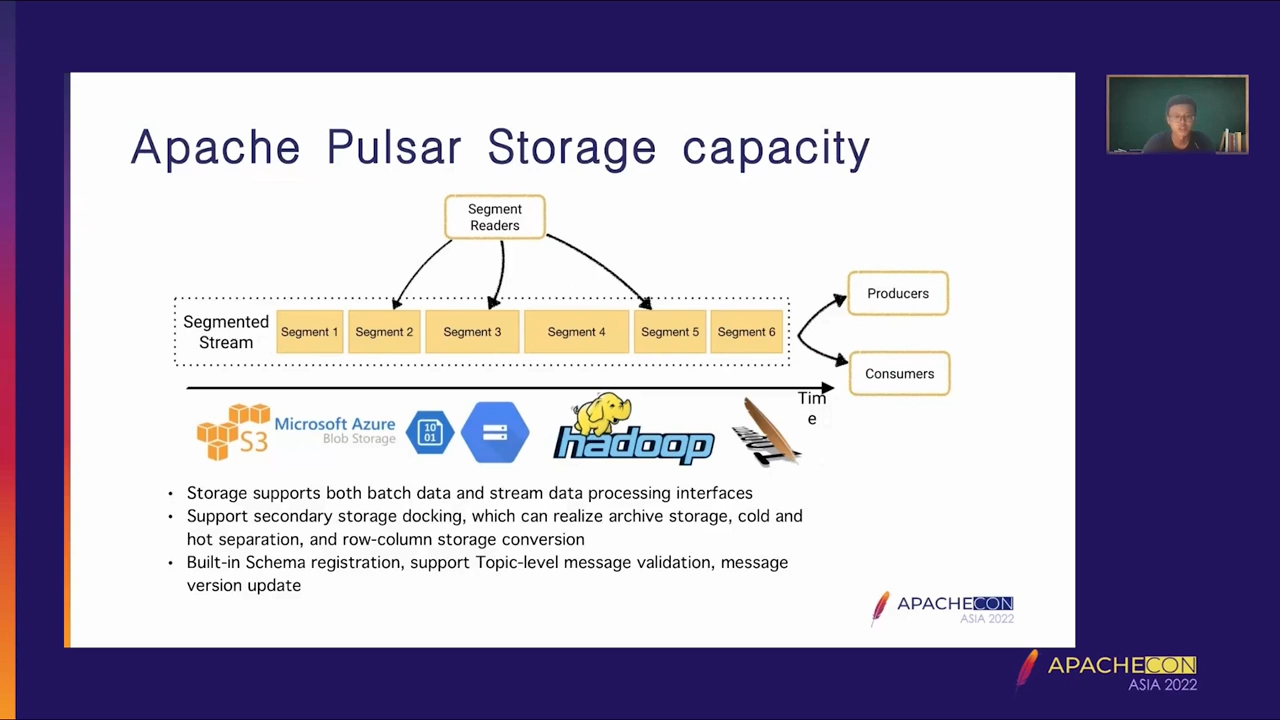 Apache Pulsar Storage capacity
Segment
Readers
Segmented
Stream
Segment 1
Segment 2
Segment 3
Segment 4
Segment 5
Segment 6
Producers
Consumers
Tim
e
S3
Microsoft Azure
Blob Storage
10
01
hadoop
• Storage supports both batch data and stream data processing interfaces
• Support secondary storage docking, which can realize archive storage, cold and
hot separation, and row-column storage conversion
• Built-in Schema registration, support Topic-level message validation, message
version update
APACHECON
ASIA 2022
APACHECON
ASIA 2022